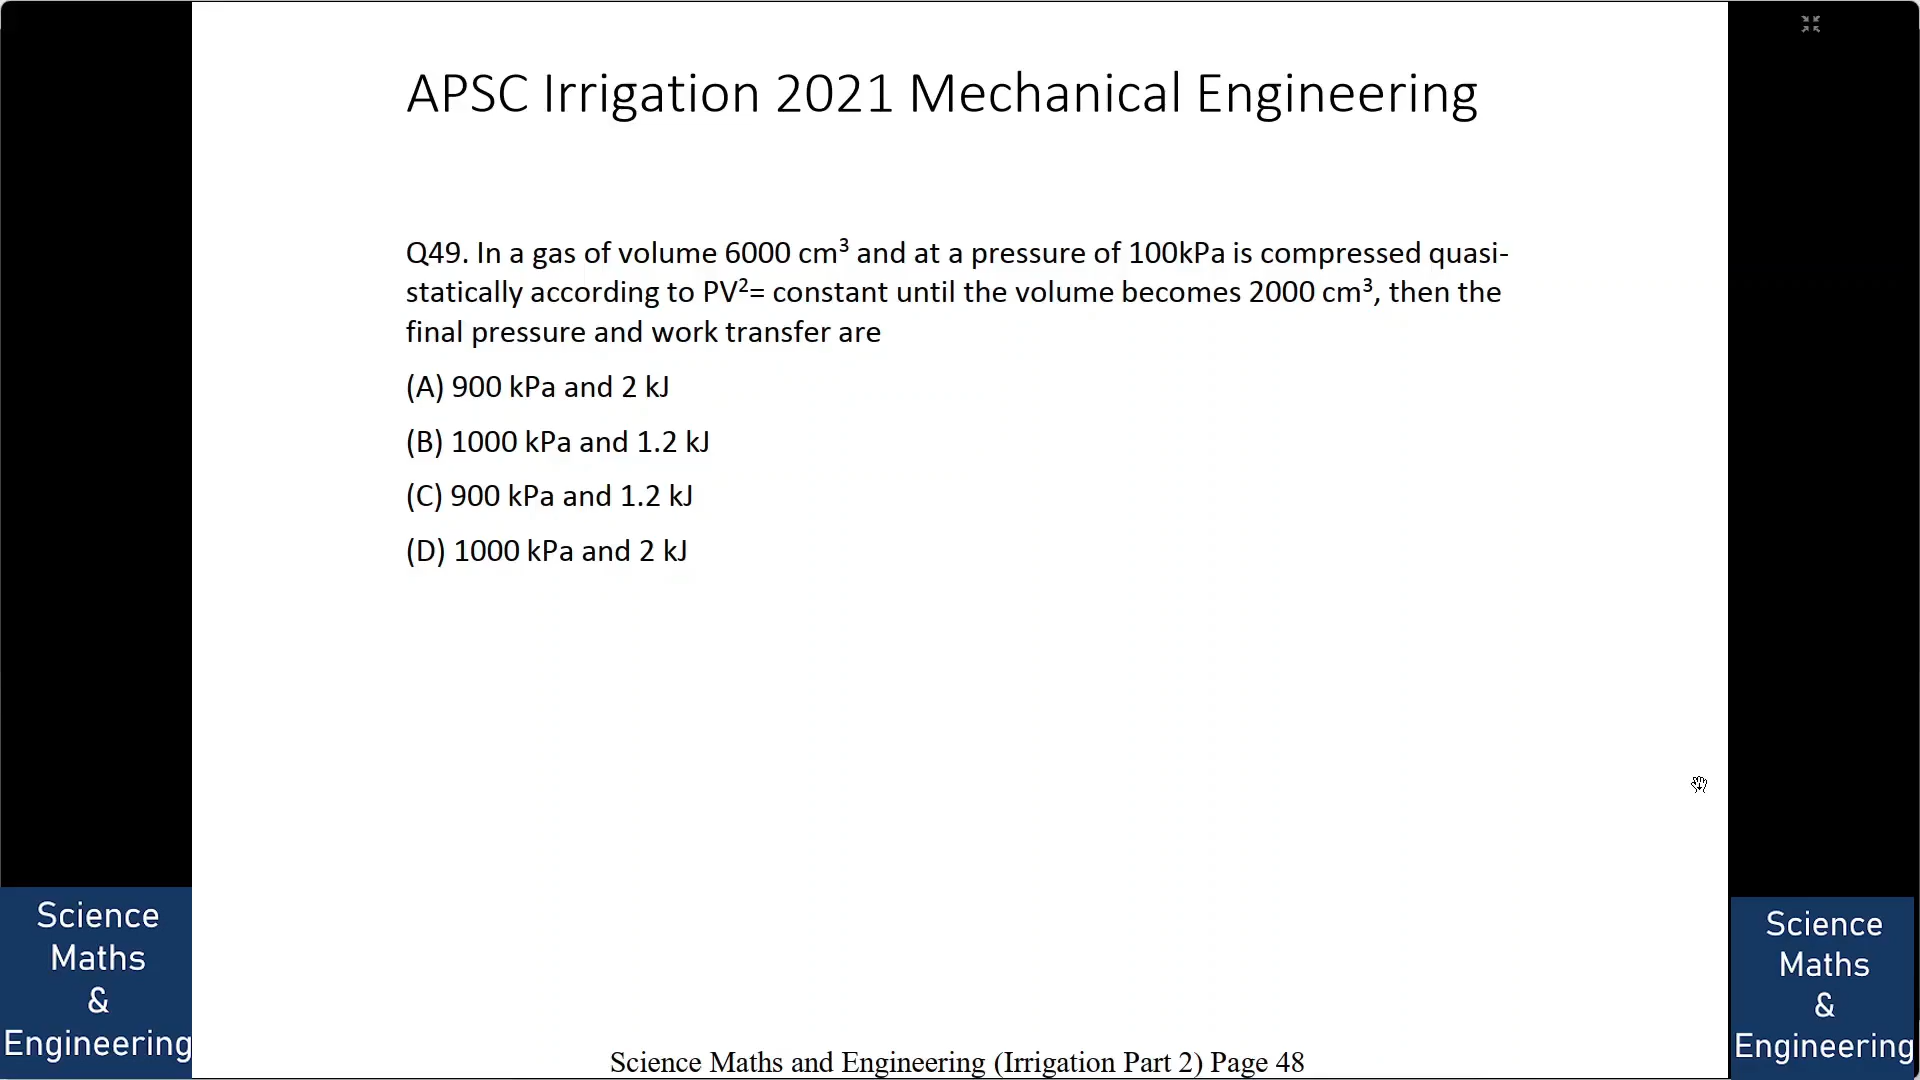 APSC Irrigation 2021 Mechanical Engineering
Q49. In a gas of volume 6000 cm³ and at a pressure of 100kPa is compressed quasi-
statically according to PV²= constant until the volume becomes 2000 cm³, then the
final pressure and work transfer are
(A) 900 kPa and 2 kJ
(B) 1000 kPa and 1.2 kJ
(C) 900 kPa and 1.2 kJ
(D) 1000 kPa and 2 kJ
Science
Maths
&
Engineering
Science
Maths
&
Engineering
Science Maths and Engineering (Irrigation Part 2) Page 48